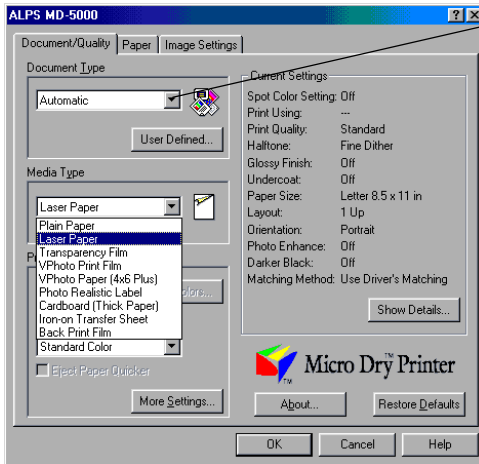 ALPS MD-5000
Document/Quality Paper Image Settings
Document Type
Automatic
User Defined...
Media Type
Laser Paper
Plain Paper
Laser Paper
Transparency Film
VPhoto Print Film
VPhoto Paper (4x6 Plus)
Photo Realistic Label
Cardboard (Thick Paper)
Iron-on Transfer Sheet
Back Print Film
Standard Color
Eject Paper Quicker
More Settings...
Current Settings
Spot Color Setting: Off
Print Using: ---
Print Quality: Standard
Halftone: Fine Dither
Glossy Finish: Off
Undercoat: Off
Paper Size: Letter 8.5 x 11 in
Layout: 1 Up
Orientation: Portrait
Photo Enhance: Off
Darker Black: Off
Matching Method: Use Driver's Matching
Show Details...
Micro Dry™ Printer
TM
About... Restore Defaults
OK Cancel Help